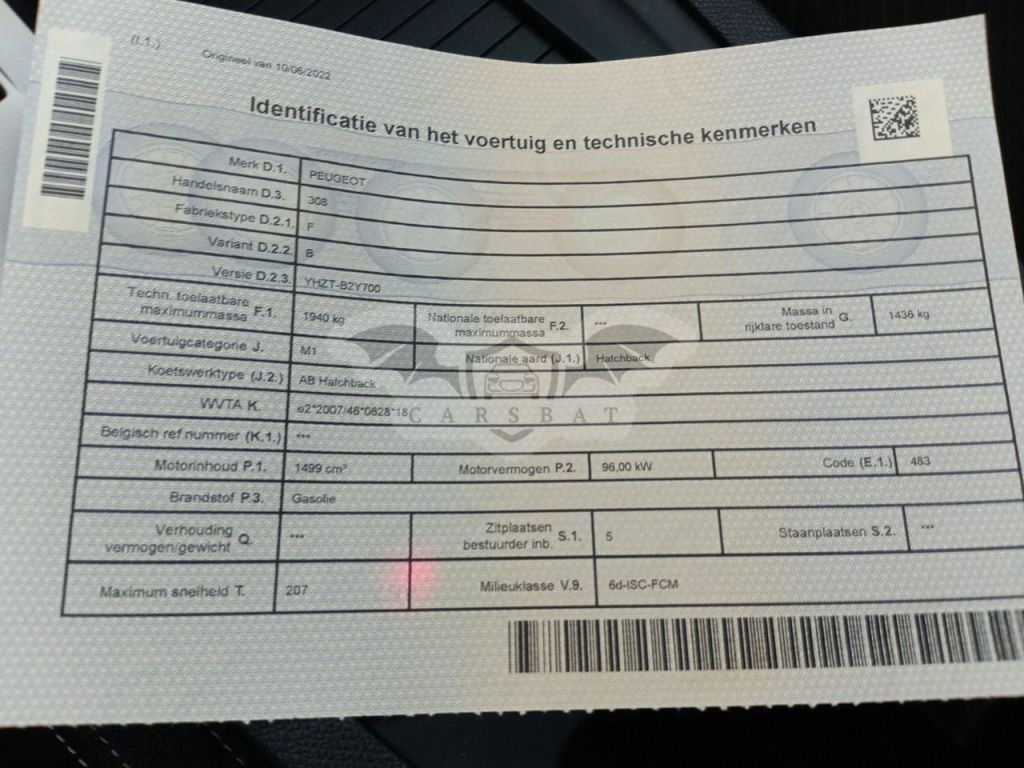 (I.1.) Origineel van 10/06/2022
Identificatie van het voertuig en technische kenmerken
Merk D.1. PEUGEOT
Handelsnaam D.3. 308
Fabriekstype D.2.1. F
Variant D.2.2. B
Versie D.2.3. YHZT-B2Y700
Techn. toelaatbare maximummassa F.1. 1940 kg Nationale toelaatbare maximummassa F.2. *** Massa in rijklare toestand G. 1436 kg
Voertuigcategorie J. M1 Nationale aard (J.1.) Hatchback
Koetswerktype (J.2.) AB Hatchback
WVTA K. e2*2007/46*0628*18
CARSBAT
Belgisch ref nummer (K.1.) ***
Motorinhoud P.1. 1499 cm³ Motorvermogen P.2. 96,00 kW Code (E.1.) 483
Brandstof P.3. Gasolie
Verhouding vermogen/gewicht Q. *** Zitplaatsen bestuurder inb. S.1. 5 Staanplaatsen S.2. ***
Maximum snelheid T. 207 Milieuklasse V.9. 6d-ISC-FCM